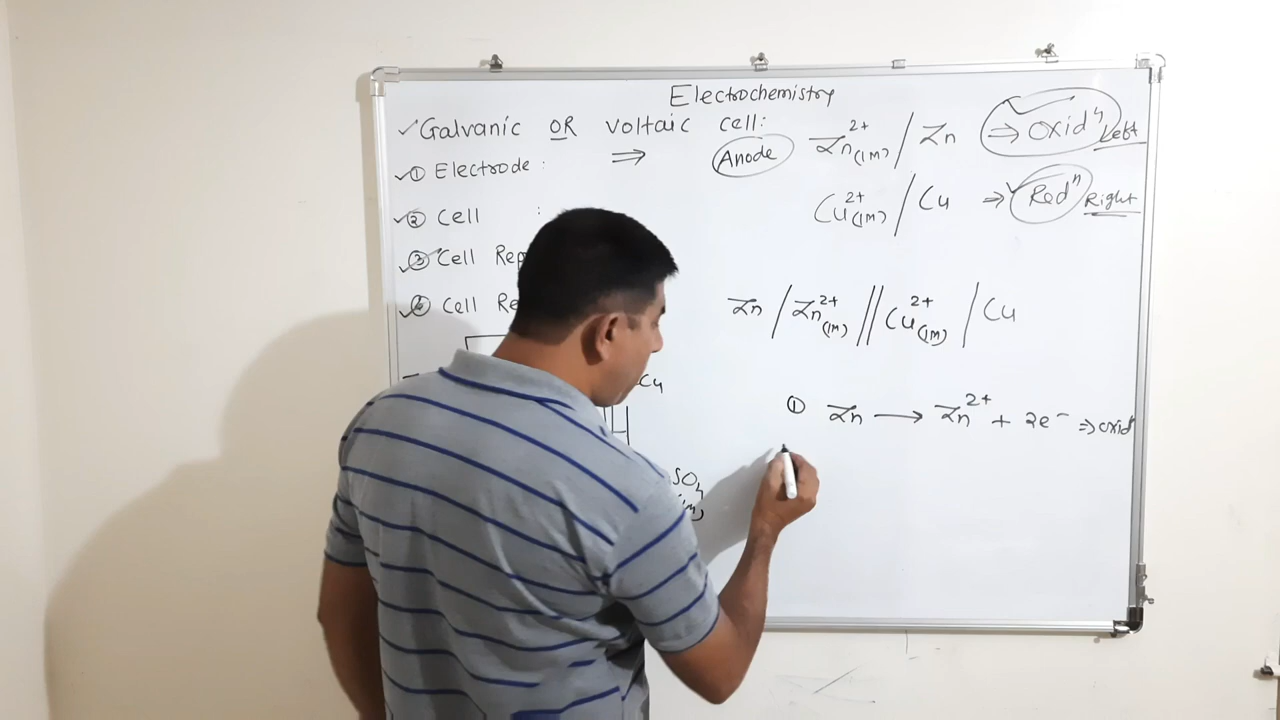 Electrochemistry
✓Galvanic OR Voltaic cell:
⇒ Anode Zn²⁺(1M) / Zn ⇒ Oxidⁿ Left
✓① Electrode :
Cu²⁺(1M) / Cu ⇒ Redⁿ Right
✓② Cell :
✓③ Cell Rep
✓④ Cell Re
Zn / Zn²⁺(1M) // Cu²⁺(1M) / Cu
Cu
① Zn ⟶ Zn²⁺ + 2e⁻ ⇒ oxidⁿ
SO₄
(1M)